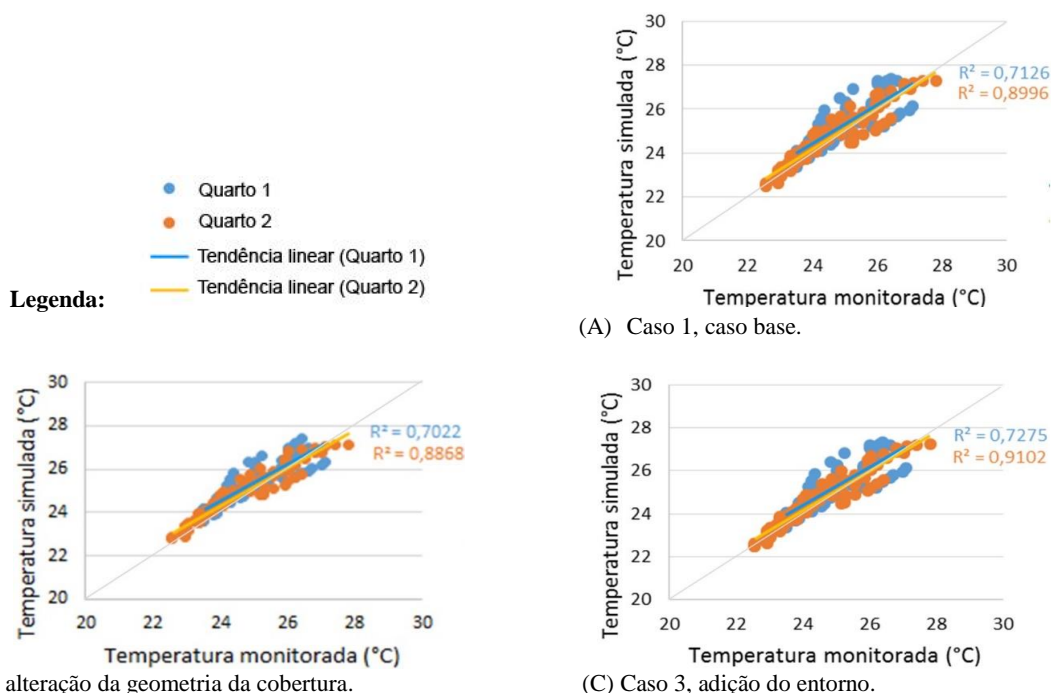 30
28
26
24
22
20
20 22 24 26 28 30
Temperatura simulada (°C)
Temperatura monitorada (°C)
R² = 0,7126
R² = 0,8996
Quarto 1
Quarto 2
Tendência linear (Quarto 1)
Tendência linear (Quarto 2)
Legenda:
(A) Caso 1, caso base.
30
28
26
24
22
20
20 22 24 26 28 30
Temperatura simulada (°C)
Temperatura monitorada (°C)
R² = 0,7022
R² = 0,8868
alteração da geometria da cobertura.
30
28
26
24
22
20
20 22 24 26 28 30
Temperatura simulada (°C)
Temperatura monitorada (°C)
R² = 0,7275
R² = 0,9102
(C) Caso 3, adição do entorno.